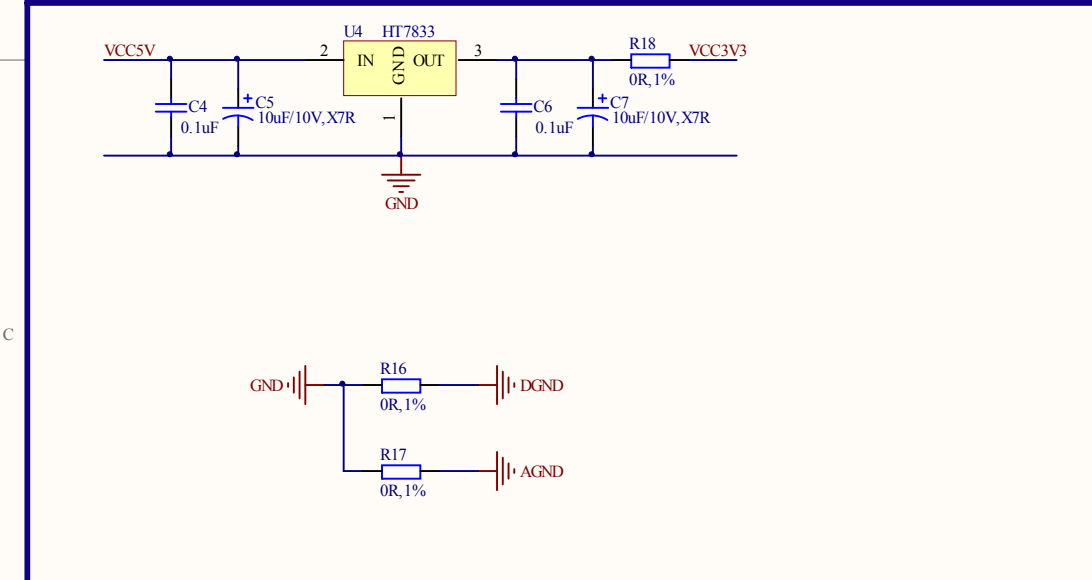 U4 HT7833
VCC5V
2
IN
GND
OUT
3
R18
VCC3V3
0R,1%
C4
0.1uF
+
C5
10uF/10V,X7R
1
C6
0.1uF
+
C7
10uF/10V,X7R
GND
C
R16
GND
DGND
0R,1%
R17
AGND
0R,1%